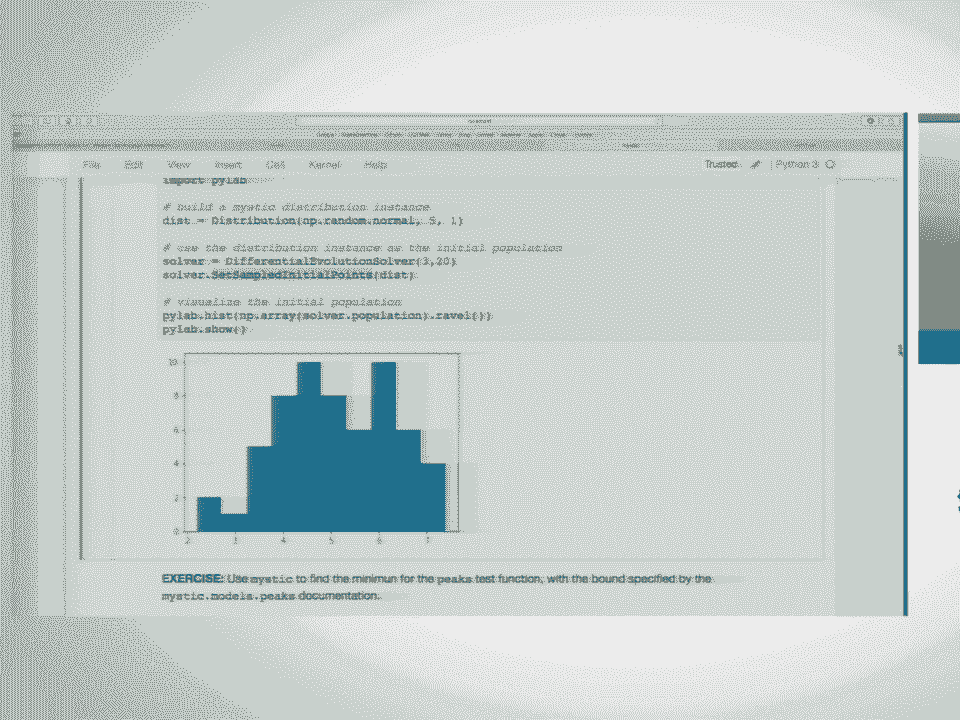 File Edit View Insert Cell Kernel Help Trusted Python 3
import pylab
# build a mystic distribution instance
dist = Distribution(np.random.normal, 5, 1)
# use the distribution instance as the initial population
solver = DifferentialEvolutionSolver(3,20)
solver.SetSampledInitialPoints(dist)
# visualize the initial population
pylab.hist(np.array(solver.population).ravel())
pylab.show()
10
8
6
4
2
0
2 3 4 5 6 7
EXERCISE: Use mystic to find the minimun for the peaks test function, with the bound specified by the
mystic.models.peaks documentation.